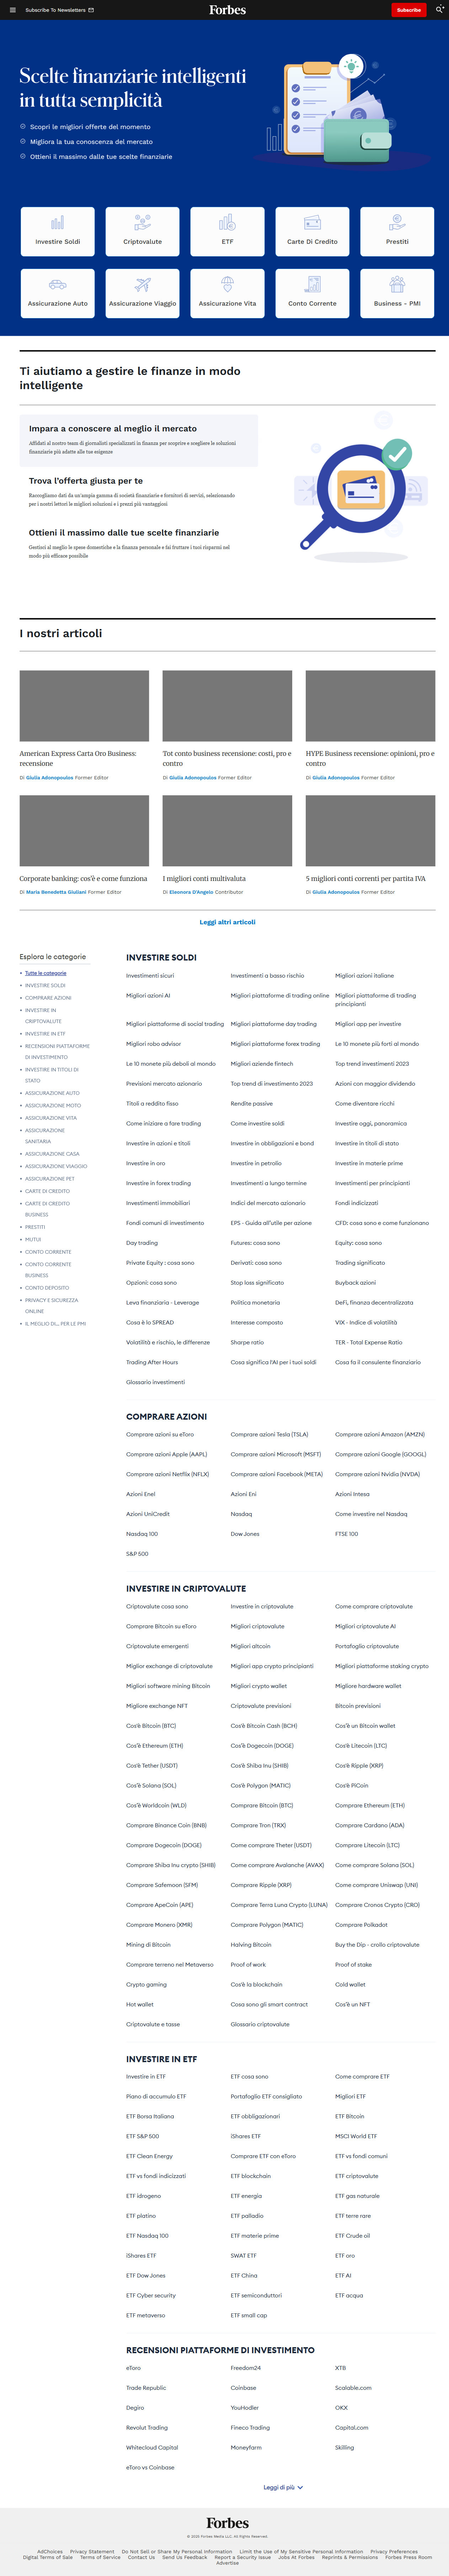 Subscribe To Newsletters
Forbes
Subscribe
Scelte finanziarie intelligenti
in tutta semplicità
Scopri le migliori offerte del momento
Migliora la tua conoscenza del mercato
Ottieni il massimo dalle tue scelte finanziarie
Investire Soldi
Criptovalute
ETF
Carte Di Credito
Prestiti
Assicurazione Auto
Assicurazione Viaggio
Assicurazione Vita
Conto Corrente
Business - PMI
Ti aiutiamo a gestire le finanze in modo
intelligente
Impara a conoscere al meglio il mercato
Affidati al nostro team di giornalisti specializzati in finanza per scoprire e scegliere le soluzioni
finanziarie più adatte alle tue esigenze
Trova l'offerta giusta per te
Raccogliamo dati da un'ampia gamma di società finanziarie e fornitori di servizi, selezionando
per i nostri lettori le migliori soluzioni e i prezzi più vantaggiosi
Ottieni il massimo dalle tue scelte finanziarie
Gestisci al meglio le spese domestiche e la finanza personale e fai fruttare i tuoi risparmi nel
modo più efficace possibile
I nostri articoli
American Express Carta Oro Business:
recensione
Di Giulia Adonopoulos Former Editor
Tot conto business recensione: costi, pro e
contro
Di Giulia Adonopoulos Former Editor
HYPE Business recensione: opinioni, pro e
contro
Di Giulia Adonopoulos Former Editor
Corporate banking: cos'è e come funziona
Di Maria Benedetta Giuliani Former Editor
I migliori conti multivaluta
Di Eleonora D'Angelo Contributor
5 migliori conti correnti per partita IVA
Di Giulia Adonopoulos Former Editor
Leggi altri articoli
Esplora le categorie
Tutte le categorie
INVESTIRE SOLDI
COMPRARE AZIONI
INVESTIRE IN
CRIPTOVALUTE
INVESTIRE IN ETF
RECENSIONI PIATTAFORME
DI INVESTIMENTO
INVESTIRE IN TITOLI DI
STATO
ASSICURAZIONE AUTO
ASSICURAZIONE MOTO
ASSICURAZIONE VITA
ASSICURAZIONE
SANITARIA
ASSICURAZIONE CASA
ASSICURAZIONE VIAGGIO
ASSICURAZIONE PET
CARTE DI CREDITO
CARTE DI CREDITO
BUSINESS
PRESTITI
MUTUI
CONTO CORRENTE
CONTO CORRENTE
BUSINESS
CONTO DEPOSITO
PRIVACY E SICUREZZA
ONLINE
IL MEGLIO DI... PER LE PMI
INVESTIRE SOLDI
Investimenti sicuri
Investimenti a basso rischio
Migliori azioni italiane
Migliori azioni AI
Migliori piattaforme di trading online
Migliori piattaforme di trading
principianti
Migliori piattaforme di social trading
Migliori piattaforme day trading
Migliori app per investire
Migliori robo advisor
Migliori piattaforme forex trading
Le 10 monete più forti al mondo
Le 10 monete più deboli al mondo
Migliori aziende fintech
Top trend investimenti 2023
Previsioni mercato azionario
Top trend di investimento 2023
Azioni con maggior dividendo
Titoli a reddito fisso
Rendite passive
Come diventare ricchi
Come iniziare a fare trading
Come investire soldi
Investire oggi, panoramica
Investire in azioni e titoli
Investire in obbligazioni e bond
Investire in titoli di stato
Investire in oro
Investire in petrolio
Investire in materie prime
Investire in forex trading
Investimenti a lungo termine
Investimenti per principianti
Investimenti immobiliari
Indici del mercato azionario
Fondi indicizzati
Fondi comuni di investimento
EPS - Guida all'utile per azione
CFD: cosa sono e come funzionano
Day trading
Futures: cosa sono
Equity: cosa sono
Private Equity : cosa sono
Derivati: cosa sono
Trading significato
Opzioni: cosa sono
Stop loss significato
Buyback azioni
Leva finanziaria - Leverage
Politica monetaria
DeFi, finanza decentralizzata
Cosa è lo SPREAD
Interesse composto
VIX - Indice di volatilità
Volatilità e rischio, le differenze
Sharpe ratio
TER - Total Expense Ratio
Trading After Hours
Cosa significa l'AI per i tuoi soldi
Cosa fa il consulente finanziario
Glossario investimenti
COMPRARE AZIONI
Comprare azioni su eToro
Comprare azioni Tesla (TSLA)
Comprare azioni Amazon (AMZN)
Comprare azioni Apple (AAPL)
Comprare azioni Microsoft (MSFT)
Comprare azioni Google (GOOGL)
Comprare azioni Netflix (NFLX)
Comprare azioni Facebook (META)
Comprare azioni Nvidia (NVDA)
Azioni Enel
Azioni Eni
Azioni Intesa
Azioni UniCredit
Nasdaq
Come investire nel Nasdaq
Nasdaq 100
Dow Jones
FTSE 100
S&P 500
INVESTIRE IN CRIPTOVALUTE
Criptovalute cosa sono
Investire in criptovalute
Come comprare criptovalute
Comprare Bitcoin su eToro
Migliori criptovalute
Migliori criptovalute AI
Criptovalute emergenti
Migliori altcoin
Portafoglio criptovalute
Miglior exchange di criptovalute
Migliori app crypto principianti
Migliori piattaforme staking crypto
Migliori software mining Bitcoin
Migliori crypto wallet
Migliore hardware wallet
Migliore exchange NFT
Criptovalute previsioni
Bitcoin previsioni
Cos'è Bitcoin (BTC)
Cos'è Bitcoin Cash (BCH)
Cos'è un Bitcoin wallet
Cos'è Ethereum (ETH)
Cos'è Dogecoin (DOGE)
Cos'è Litecoin (LTC)
Cos'è Tether (USDT)
Cos'è Shiba Inu (SHIB)
Cos'è Ripple (XRP)
Cos'è Solana (SOL)
Cos'è Polygon (MATIC)
Cos'è PiCoin
Cos'è Worldcoin (WLD)
Comprare Bitcoin (BTC)
Comprare Ethereum (ETH)
Comprare Binance Coin (BNB)
Comprare Tron (TRX)
Comprare Cardano (ADA)
Comprare Dogecoin (DOGE)
Come comprare Theter (USDT)
Comprare Litecoin (LTC)
Comprare Shiba Inu crypto (SHIB)
Come comprare Avalanche (AVAX)
Come comprare Solana (SOL)
Comprare Safemoon (SFM)
Comprare Ripple (XRP)
Come comprare Uniswap (UNI)
Comprare ApeCoin (APE)
Comprare Terra Luna Crypto (LUNA)
Comprare Cronos Crypto (CRO)
Comprare Monero (XMR)
Comprare Polygon (MATIC)
Comprare Polkadot
Mining di Bitcoin
Halving Bitcoin
Buy the Dip - crollo criptovalute
Comprare terreno nel Metaverso
Proof of work
Proof of stake
Crypto gaming
Cos'è la blockchain
Cold wallet
Hot wallet
Cosa sono gli smart contract
Cos'è un NFT
Criptovalute e tasse
Glossario criptovalute
INVESTIRE IN ETF
Investire in ETF
ETF cosa sono
Come comprare ETF
Piano di accumulo ETF
Portafoglio ETF consigliato
Migliori ETF
ETF Borsa Italiana
ETF obbligazionari
ETF Bitcoin
ETF S&P 500
iShares ETF
MSCI World ETF
ETF Clean Energy
Comprare ETF con eToro
ETF vs fondi comuni
ETF vs fondi indicizzati
ETF blockchain
ETF criptovalute
ETF idrogeno
ETF energia
ETF gas naturale
ETF platino
ETF palladio
ETF terre rare
ETF Nasdaq 100
ETF materie prime
ETF Crude oil
iShares ETF
SWAT ETF
ETF oro
ETF Dow Jones
ETF China
ETF AI
ETF Cyber security
ETF semiconduttori
ETF acqua
ETF metaverso
ETF small cap
RECENSIONI PIATTAFORME DI INVESTIMENTO
eToro
Freedom24
XTB
Trade Republic
Coinbase
Scalable.com
Degiro
YouHodler
OKX
Revolut Trading
Fineco Trading
Capital.com
Whitecloud Capital
Moneyfarm
Skilling
eToro vs Coinbase
Leggi di più
Forbes
© 2025 Forbes Media LLC. All Rights Reserved.
AdChoices Privacy Statement Do Not Sell or Share My Personal Information Limit the Use of My Sensitive Personal Information Privacy Preferences
Digital Terms of Sale Terms of Service Contact Us Send Us Feedback Report a Security Issue Jobs At Forbes Reprints & Permissions Forbes Press Room
Advertise